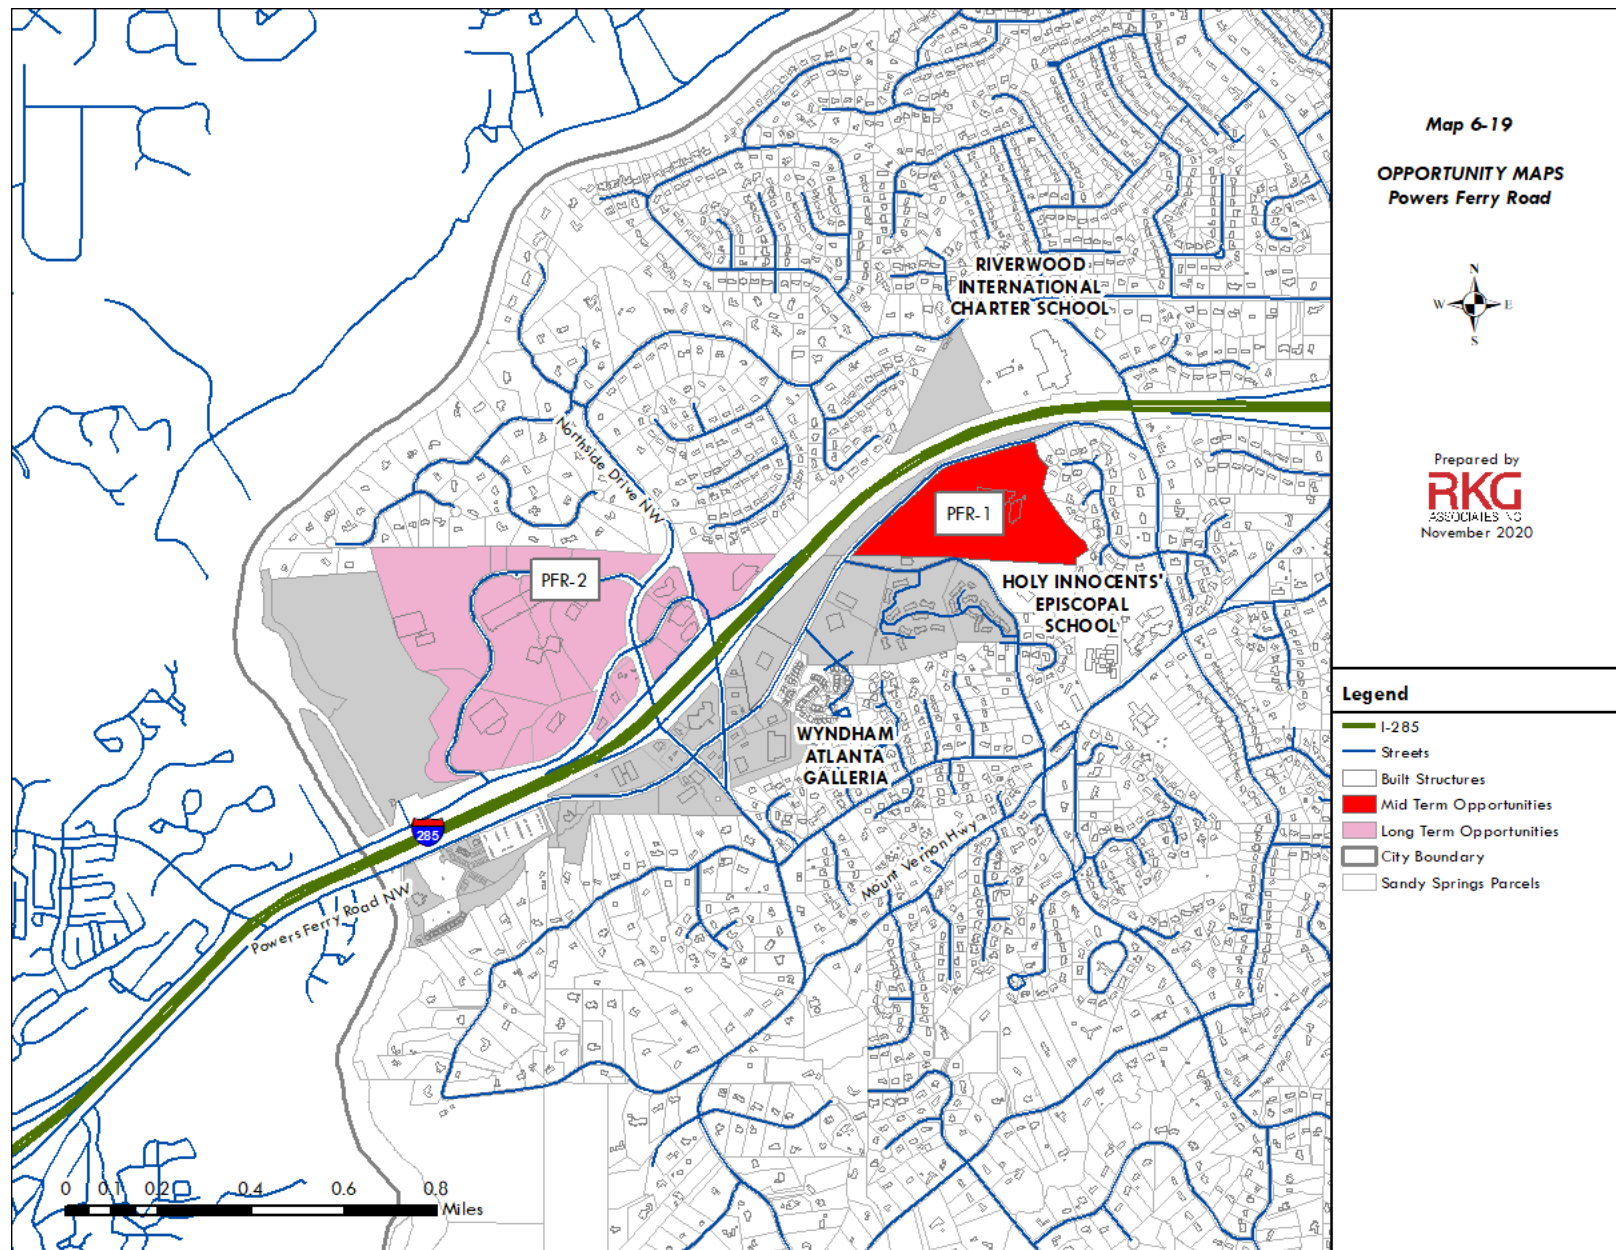 Map 6-19
OPPORTUNITY MAPS
Powers Ferry Road
N
W E
S
Prepared by
RKG
ASSOCIATES INC
November 2020
Legend
I-285
Streets
Built Structures
Mid Term Opportunities
Long Term Opportunities
City Boundary
Sandy Springs Parcels
RIVERWOOD
INTERNATIONAL
CHARTER SCHOOL
Northside Drive NW
PFR-1
PFR-2
HOLY INNOCENTS'
EPISCOPAL
SCHOOL
WYNDHAM
ATLANTA
GALLERIA
285
Mount Vernon Hwy
Powers Ferry Road NW
0 0.1 0.2 0.4 0.6 0.8
Miles